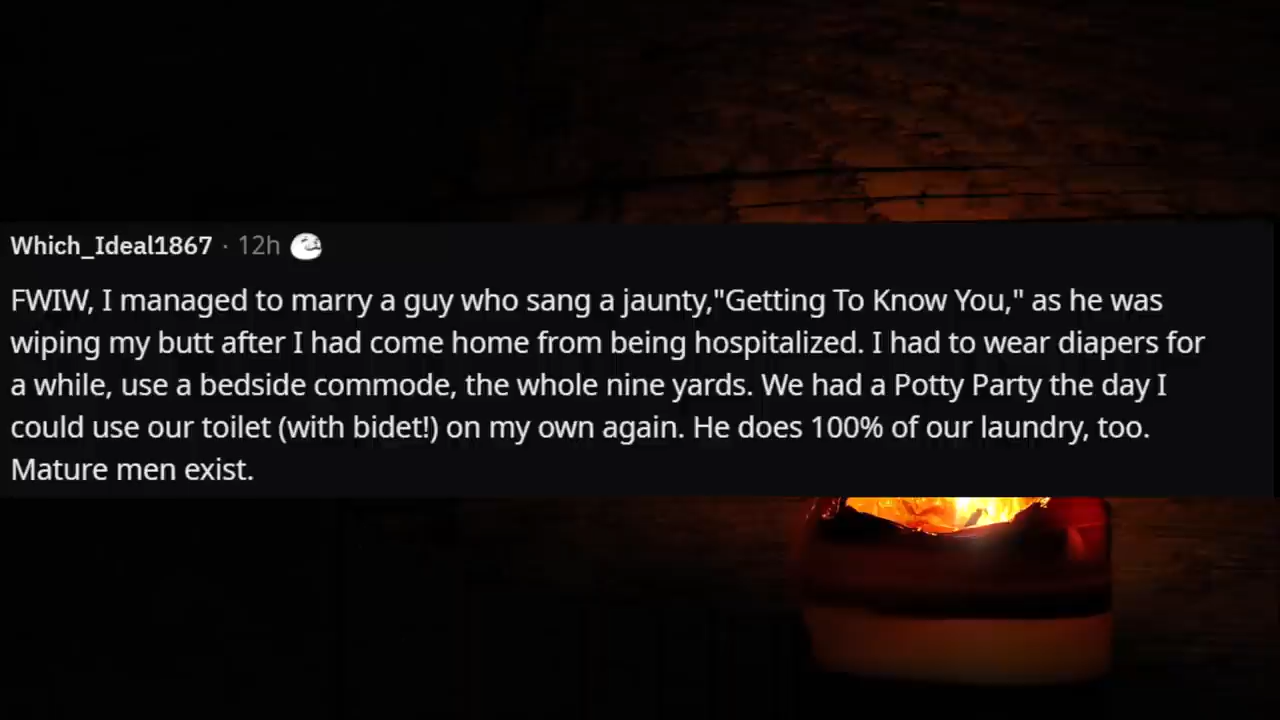 Which_Ideal1867 · 12h
FWIW, I managed to marry a guy who sang a jaunty,"Getting To Know You," as he was
wiping my butt after I had come home from being hospitalized. I had to wear diapers for
a while, use a bedside commode, the whole nine yards. We had a Potty Party the day I
could use our toilet (with bidet!) on my own again. He does 100% of our laundry, too.
Mature men exist.